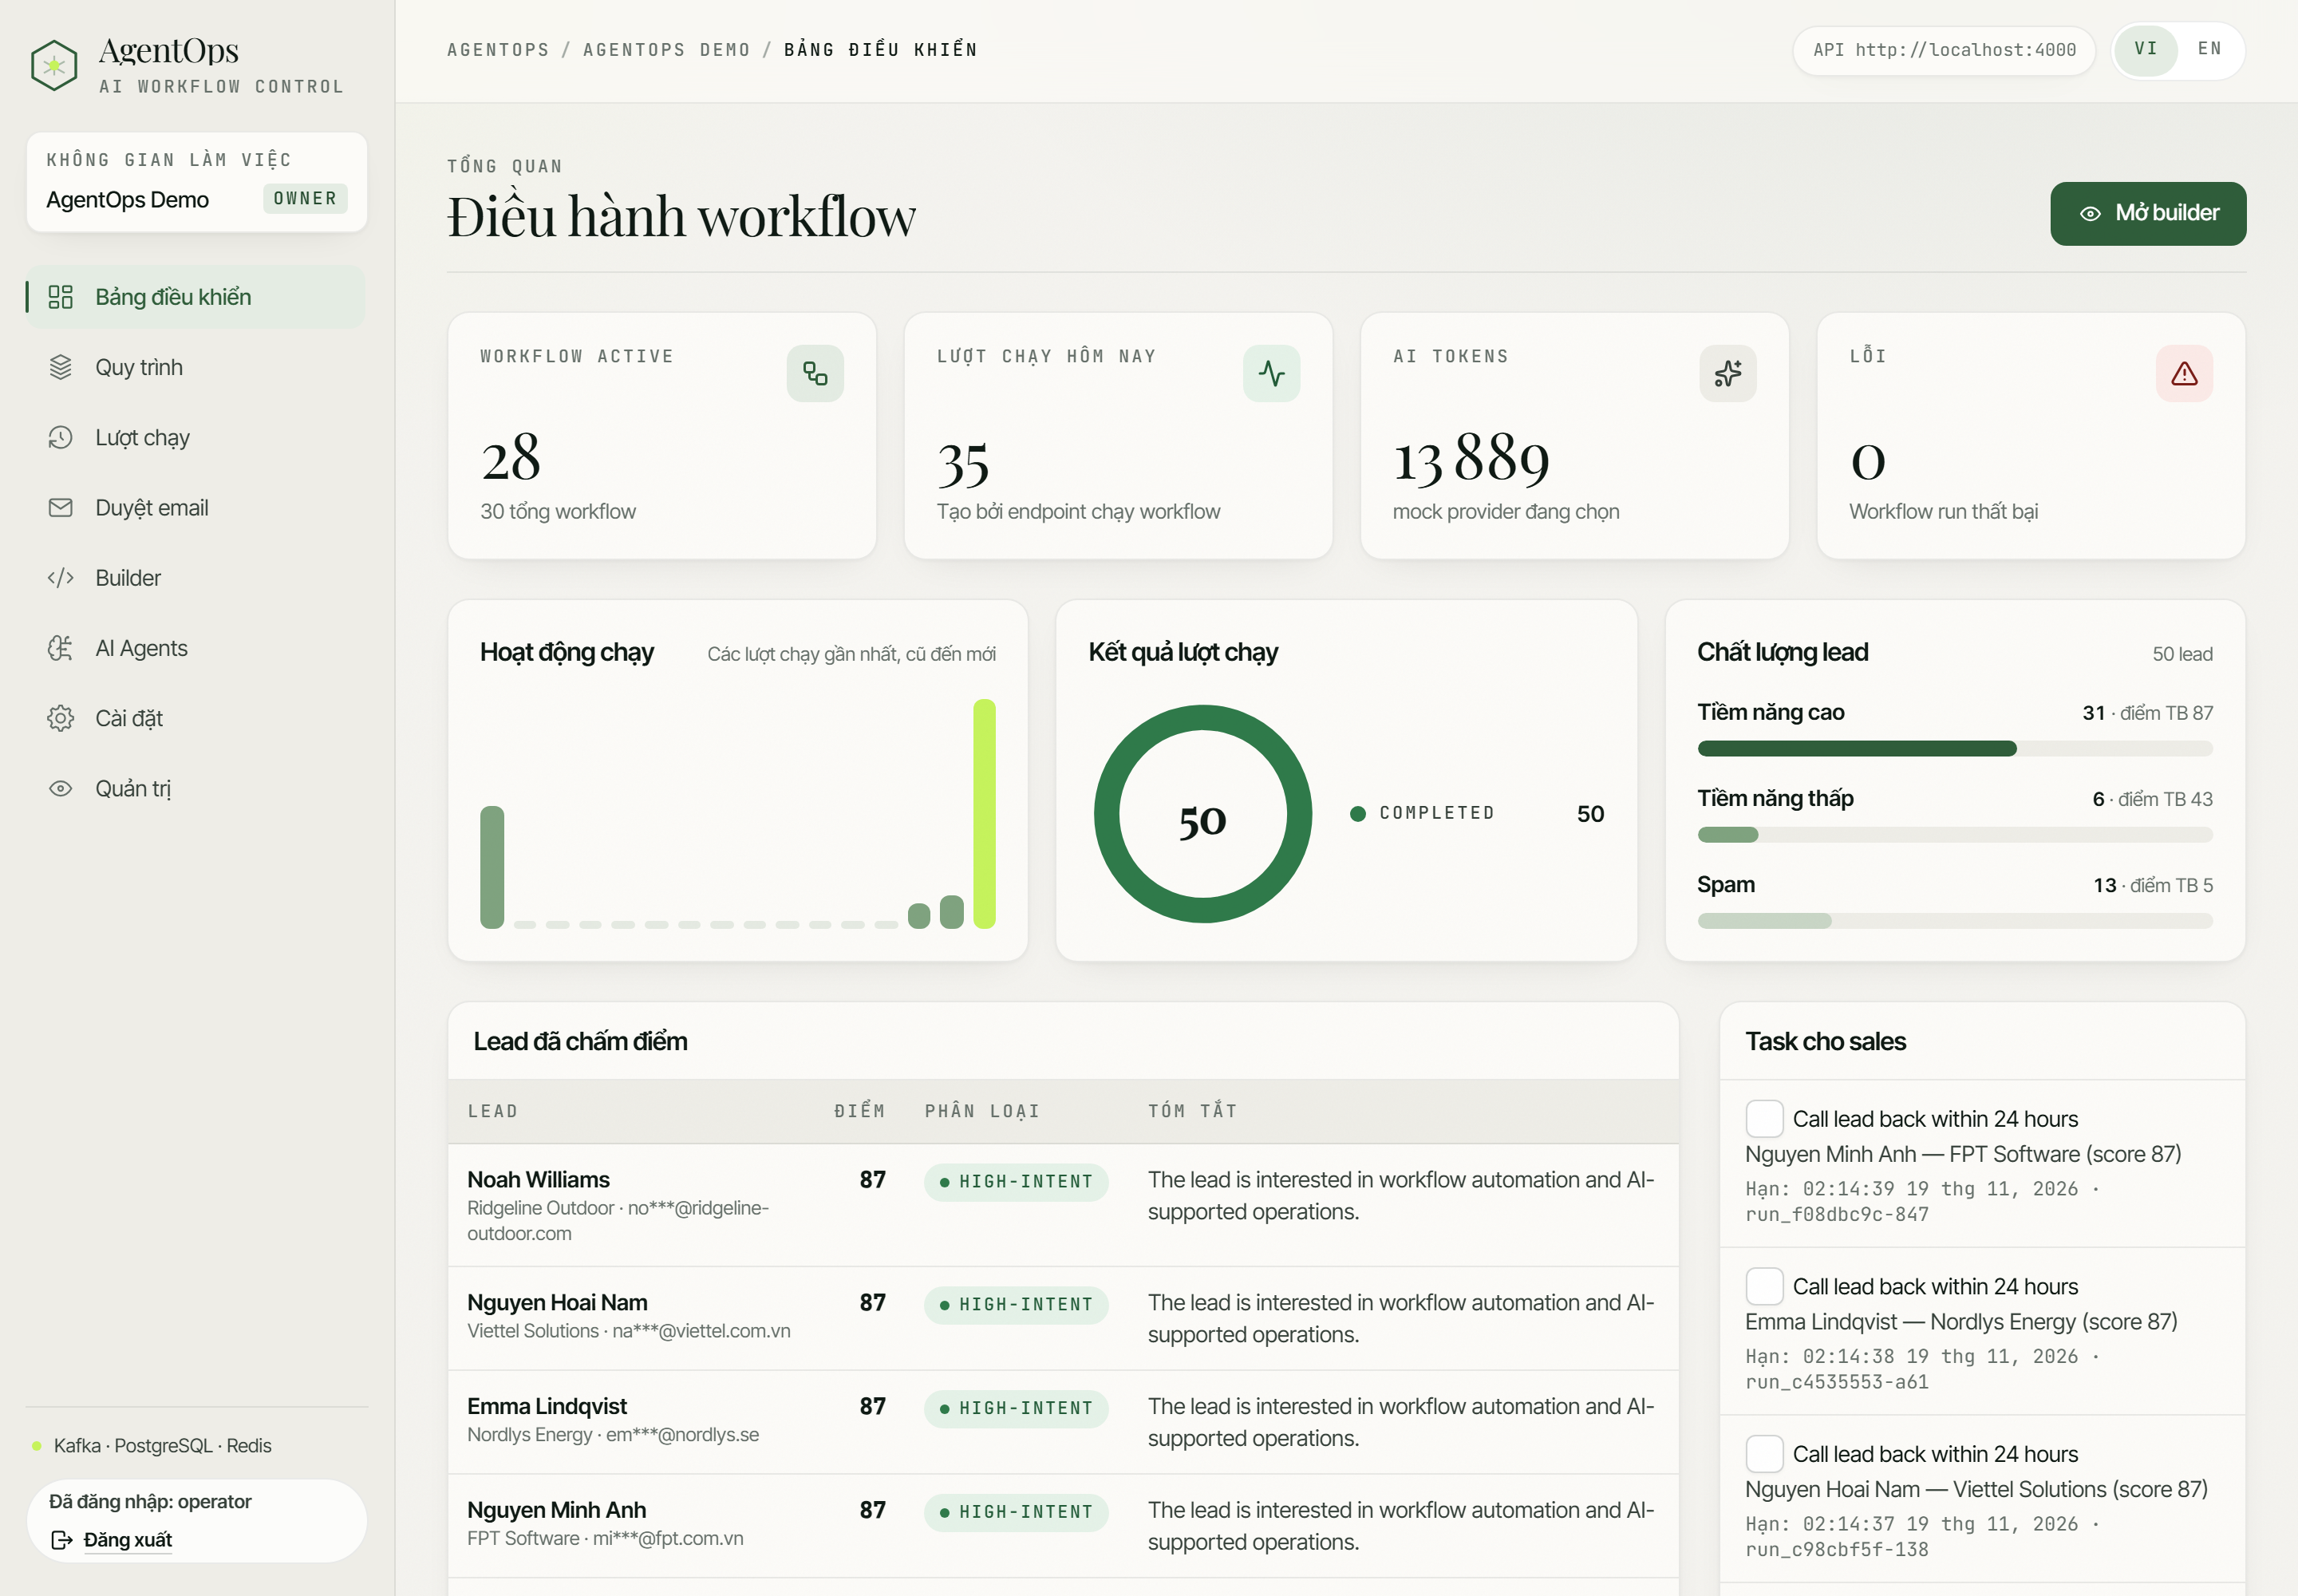 AgentOps
AI WORKFLOW CONTROL
KHÔNG GIAN LÀM VIỆC
AgentOps Demo OWNER
Bảng điều khiển
Quy trình
Lượt chạy
Duyệt email
Builder
AI Agents
Cài đặt
Quản trị
Kafka · PostgreSQL · Redis
Đã đăng nhập: operator
Đăng xuất
AGENTOPS / AGENTOPS DEMO / BẢNG ĐIỀU KHIỂN
API http://localhost:4000 VI EN
TỔNG QUAN
Điều hành workflow
Mở builder
WORKFLOW ACTIVE
28
30 tổng workflow
LƯỢT CHẠY HÔM NAY
35
Tạo bởi endpoint chạy workflow
AI TOKENS
13 889
mock provider đang chọn
LỖI
0
Workflow run thất bại
Hoạt động chạy Các lượt chạy gần nhất, cũ đến mới
Kết quả lượt chạy
50
COMPLETED 50
Chất lượng lead 50 lead
Tiềm năng cao 31 · điểm TB 87
Tiềm năng thấp 6 · điểm TB 43
Spam 13 · điểm TB 5
Lead đã chấm điểm
LEAD ĐIỂM PHÂN LOẠI TÓM TẮT
Noah Williams 87 HIGH-INTENT The lead is interested in workflow automation and AI-
Ridgeline Outdoor · no***@ridgeline- supported operations.
outdoor.com
Nguyen Hoai Nam 87 HIGH-INTENT The lead is interested in workflow automation and AI-
Viettel Solutions · na***@viettel.com.vn supported operations.
Emma Lindqvist 87 HIGH-INTENT The lead is interested in workflow automation and AI-
Nordlys Energy · em***@nordlys.se supported operations.
Nguyen Minh Anh 87 HIGH-INTENT The lead is interested in workflow automation and AI-
FPT Software · mi***@fpt.com.vn supported operations.
Task cho sales
Call lead back within 24 hours
Nguyen Minh Anh — FPT Software (score 87)
Hạn: 02:14:39 19 thg 11, 2026 ·
run_f08dbc9c-847
Call lead back within 24 hours
Emma Lindqvist — Nordlys Energy (score 87)
Hạn: 02:14:38 19 thg 11, 2026 ·
run_c4535553-a61
Call lead back within 24 hours
Nguyen Hoai Nam — Viettel Solutions (score 87)
Hạn: 02:14:37 19 thg 11, 2026 ·
run_c98cbf5f-138